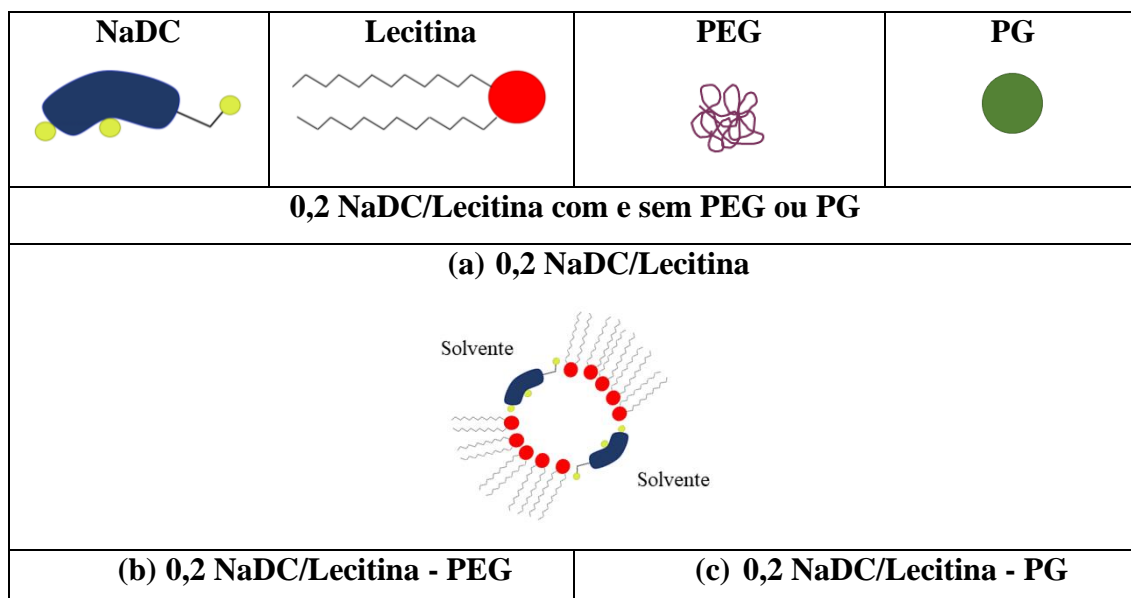 NaDC
Lecitina
PEG
PG
0,2 NaDC/Lecitina com e sem PEG ou PG
(a) 0,2 NaDC/Lecitina
Solvente
Solvente
(b) 0,2 NaDC/Lecitina - PEG
(c) 0,2 NaDC/Lecitina - PG